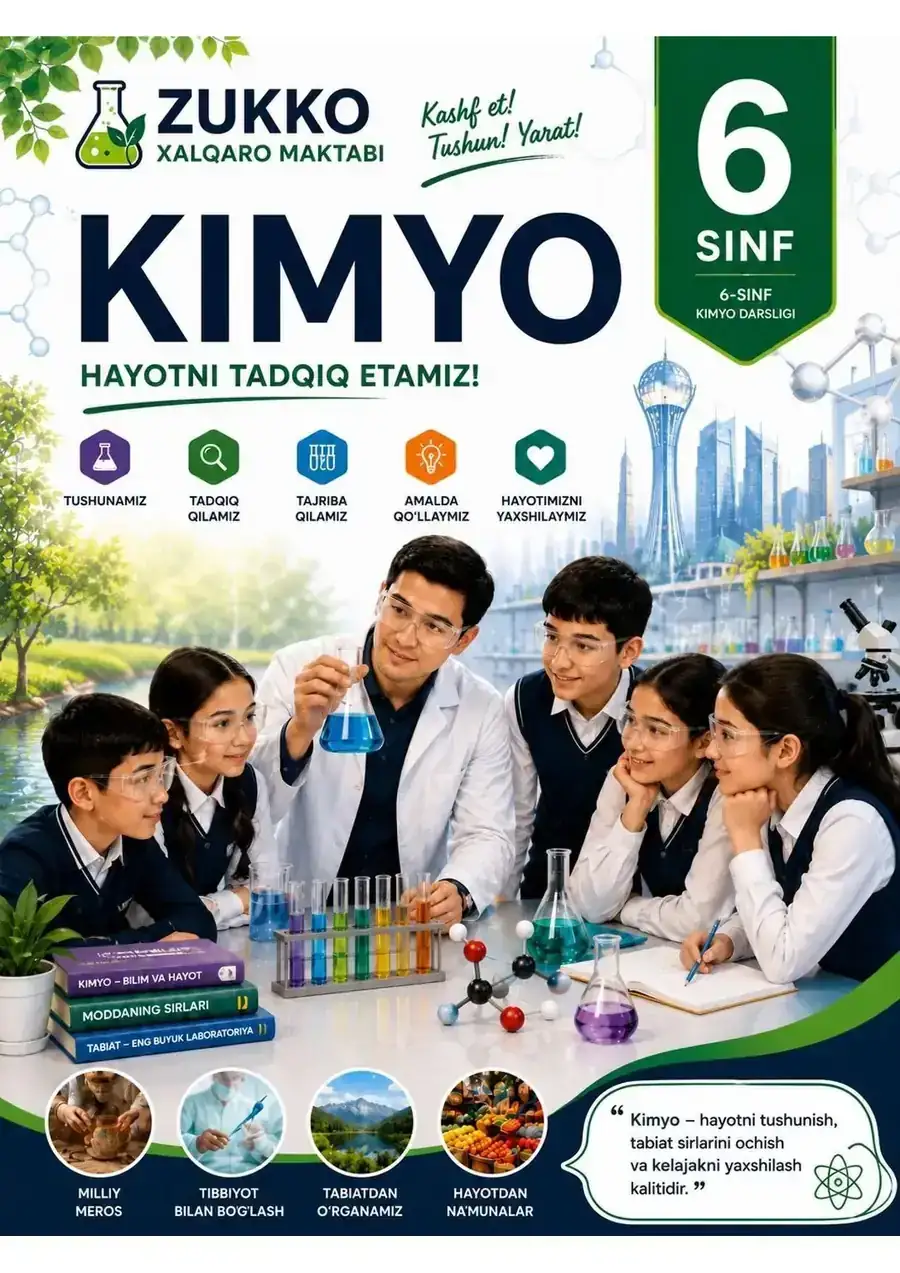 ZUKKO
XALQARO MAKTABI
Kashf et!
Tushun! Yarat!
6
SINF
6-SINF
KIMYO DARSLIGI
KIMYO
HAYOTNI TADQIQ ETAMIZ!
TUSHUNAMIZ
TADQIQ
QILAMIZ
TAJRIBA
QILAMIZ
AMALDA
QO'LLAYMIZ
HAYOTIMIZNI
YAXSHILAYMIZ
KIMYO – BILIM VA HAYOT
MODDANING SIRLARI
TABIAT – ENG BUYUK LABORATORIYA
MILLIY
MEROS
TIBBIYOT
BILAN BO'G'LASH
TABIATDAN
O'RGANAMIZ
HAYOTDAN
NA'MUNALAR
“ Kimyo – hayotni tushunish,
tabiat sirlarini ochish
va kelajakni yaxshilash
kalitidir. ”